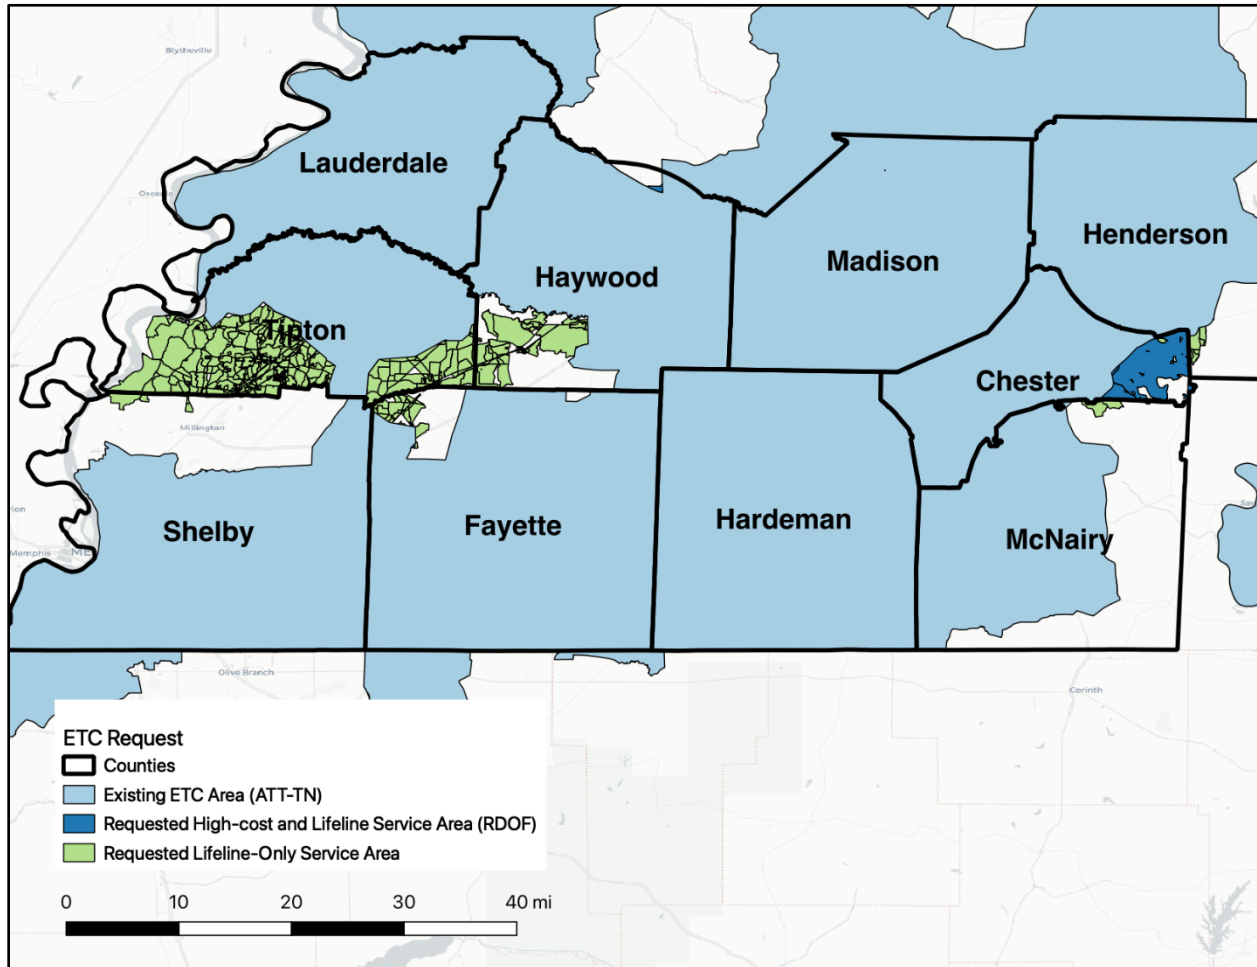 Blytheville
Lauderdale
Henderson
Haywood
Madison
Tipton
Chester
Millington
Shelby
Fayette
Hardeman
McNairy
Memphis
Olive Branch
Corinth
ETC Request
Counties
Existing ETC Area (ATT-TN)
Requested High-cost and Lifeline Service Area (RDOF)
Requested Lifeline-Only Service Area
0 10 20 30 40 mi